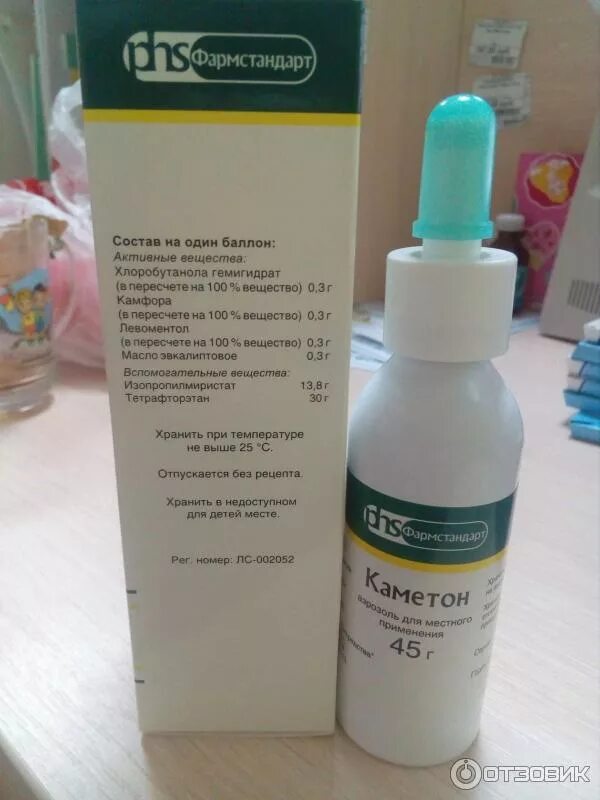 phs Фармстандарт
Состав на один баллон:
Активные вещества:
Хлоробутанола гемигидрат
(в пересчете на 100 % вещество) 0,3 г
Камфора
(в пересчете на 100 % вещество) 0,3 г
Левоментол
(в пересчете на 100 % вещество) 0,3 г
Масло эвкалиптовое 0,3 г
Вспомогательные вещества:
Изопропилмиристат 13,8 г
Тетрафторэтан 30 г
Хранить при температуре
не выше 25 °С.
Отпускается без рецепта.
Хранить в недоступном
для детей месте.
Рег. номер: ЛС-002052
phs Фармстандарт
Каметон
аэрозоль для местного
применения
45 г
ОТЗОВИК